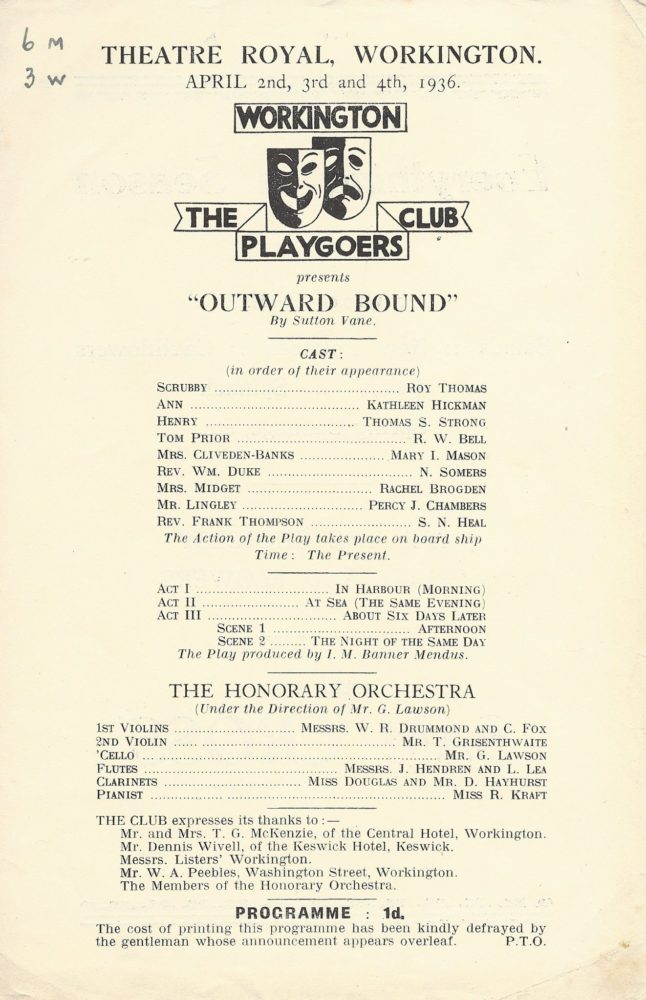 6 M
3 W
THEATRE ROYAL, WORKINGTON.
APRIL 2nd, 3rd and 4th, 1936.
WORKINGTON
THE CLUB
PLAYGOERS
presents
“OUTWARD BOUND”
By Sutton Vane.
CAST :
(in order of their appearance)
SCRUBBY ........................................ ROY THOMAS
ANN ..................................... KATHLEEN HICKMAN
HENRY ................................. THOMAS S. STRONG
TOM PRIOR ..................................... R. W. BELL
MRS. CLIVEDEN-BANKS ................... MARY I. MASON
REV. WM. DUKE ................................ N. SOMERS
MRS. MIDGET ........................... RACHEL BROGDEN
MR. LINGLEY ........................... PERCY J. CHAMBERS
REV. FRANK THOMPSON ...................... S. N. HEAL
The Action of the Play takes place on board ship
Time : The Present.
ACT I ............................. IN HARBOUR (MORNING)
ACT II ..................... AT SEA (THE SAME EVENING)
ACT III ............................ ABOUT SIX DAYS LATER
SCENE 1 .............................. AFTERNOON
SCENE 2 ........ THE NIGHT OF THE SAME DAY
The Play produced by I. M. Banner Mendus.
THE HONORARY ORCHESTRA
(Under the Direction of Mr. G. Lawson)
1ST VIOLINS ........................... MESSRS. W. R. DRUMMOND AND C. FOX
2ND VIOLIN ...... ................................................ MR. T. GRISENTHWAITE
'CELLO ... ................................................................ MR. G. LAWSON
FLUTES ............................................ MESSRS. J. HENDREN AND L. LEA
CLARINETS ............................... MISS DOUGLAS AND MR. D. HAYHURST
PIANIST ................................................................. MISS R. KRAFT
THE CLUB expresses its thanks to :—
Mr. and Mrs. T. G. McKenzie, of the Central Hotel, Workington.
Mr. Dennis Wivell, of the Keswick Hotel, Keswick.
Messrs. Listers' Workington.
Mr. W. A. Peebles, Washington Street, Workington.
The Members of the Honorary Orchestra.
PROGRAMME : 1d.
The cost of printing this programme has been kindly defrayed by
the gentleman whose announcement appears overleaf. P.T.O.